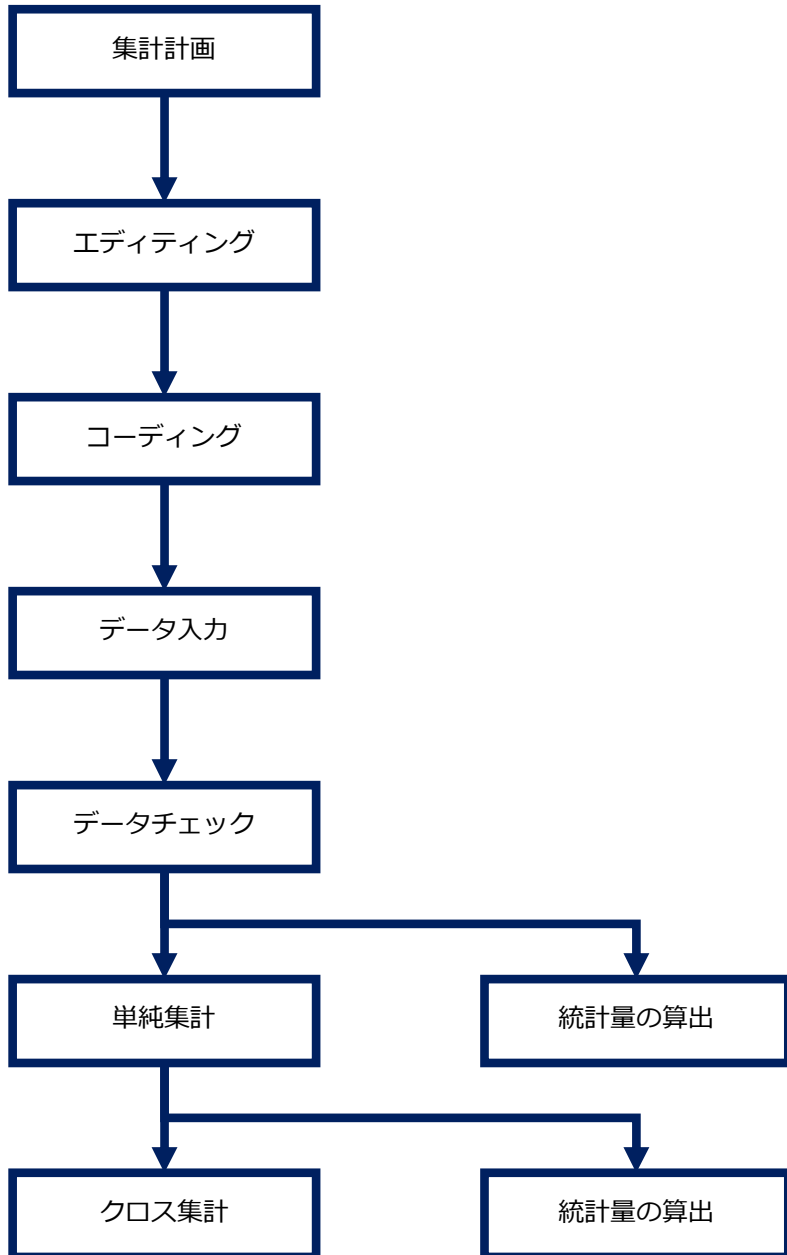 集計計画
エディティング
コーディング
データ入力
データチェック
単純集計
統計量の算出
クロス集計
統計量の算出